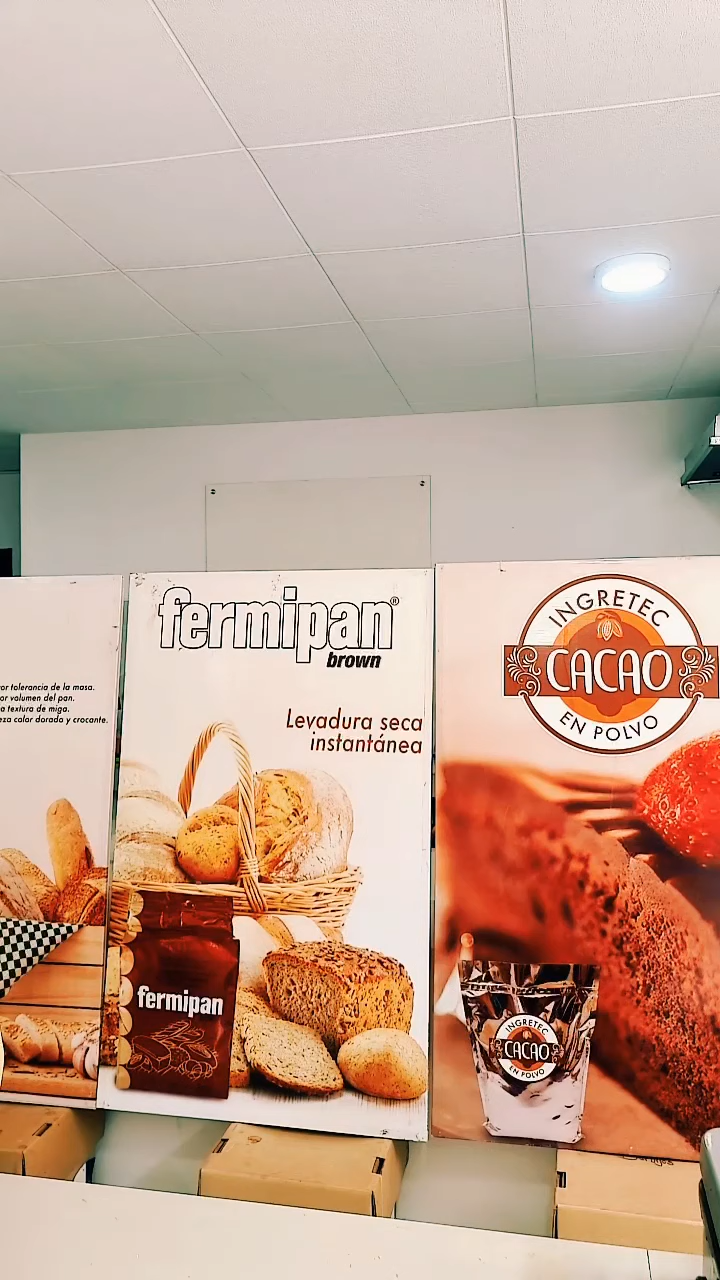 or tolerancia de la masa.
or volumen del pan.
a textura de miga.
eza color dorado y crocante.
fermipan®
brown
Levadura seca
instantánea
fermipan
INGRETEC
CACAO
EN POLVO
INGRETEC
CACAO
EN POLVO